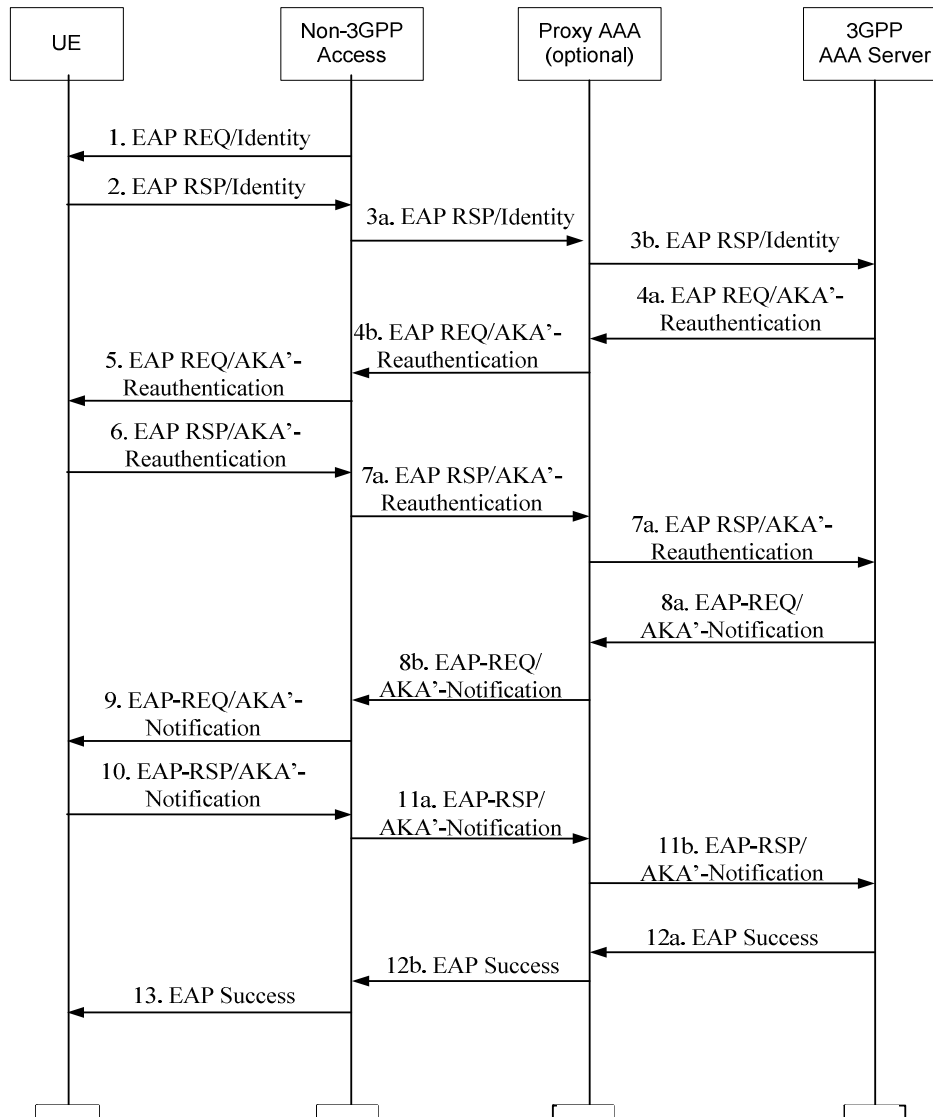 UE
Non-3GPP
Access
Proxy AAA
(optional)
3GPP
AAA Server
1. EAP REQ/Identity
2. EAP RSP/Identity
3a. EAP RSP/Identity
3b. EAP RSP/Identity
4a. EAP REQ/AKA’-
Reauthentication
4b. EAP REQ/AKA’-
Reauthentication
5. EAP REQ/AKA’-
Reauthentication
6. EAP RSP/AKA’-
Reauthentication
7a. EAP RSP/AKA’-
Reauthentication
7a. EAP RSP/AKA’-
Reauthentication
8a. EAP-REQ/
AKA’-Notification
8b. EAP-REQ/
AKA’-Notification
9. EAP-REQ/AKA’-
Notification
10. EAP-RSP/AKA’-
Notification
11a. EAP-RSP/
AKA’-Notification
11b. EAP-RSP/
AKA’-Notification
12a. EAP Success
12b. EAP Success
13. EAP Success